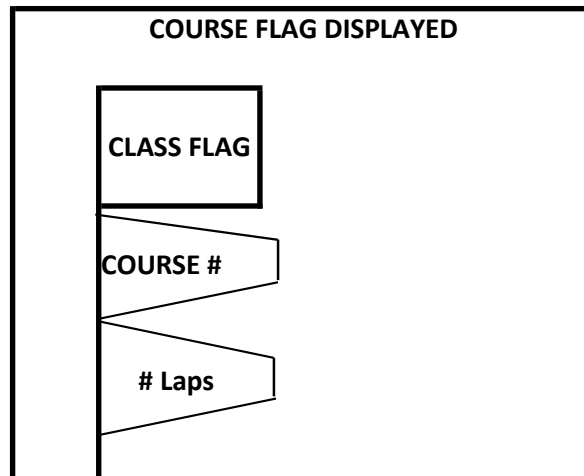 COURSE FLAG DISPLAYED
CLASS FLAG
COURSE #
# Laps